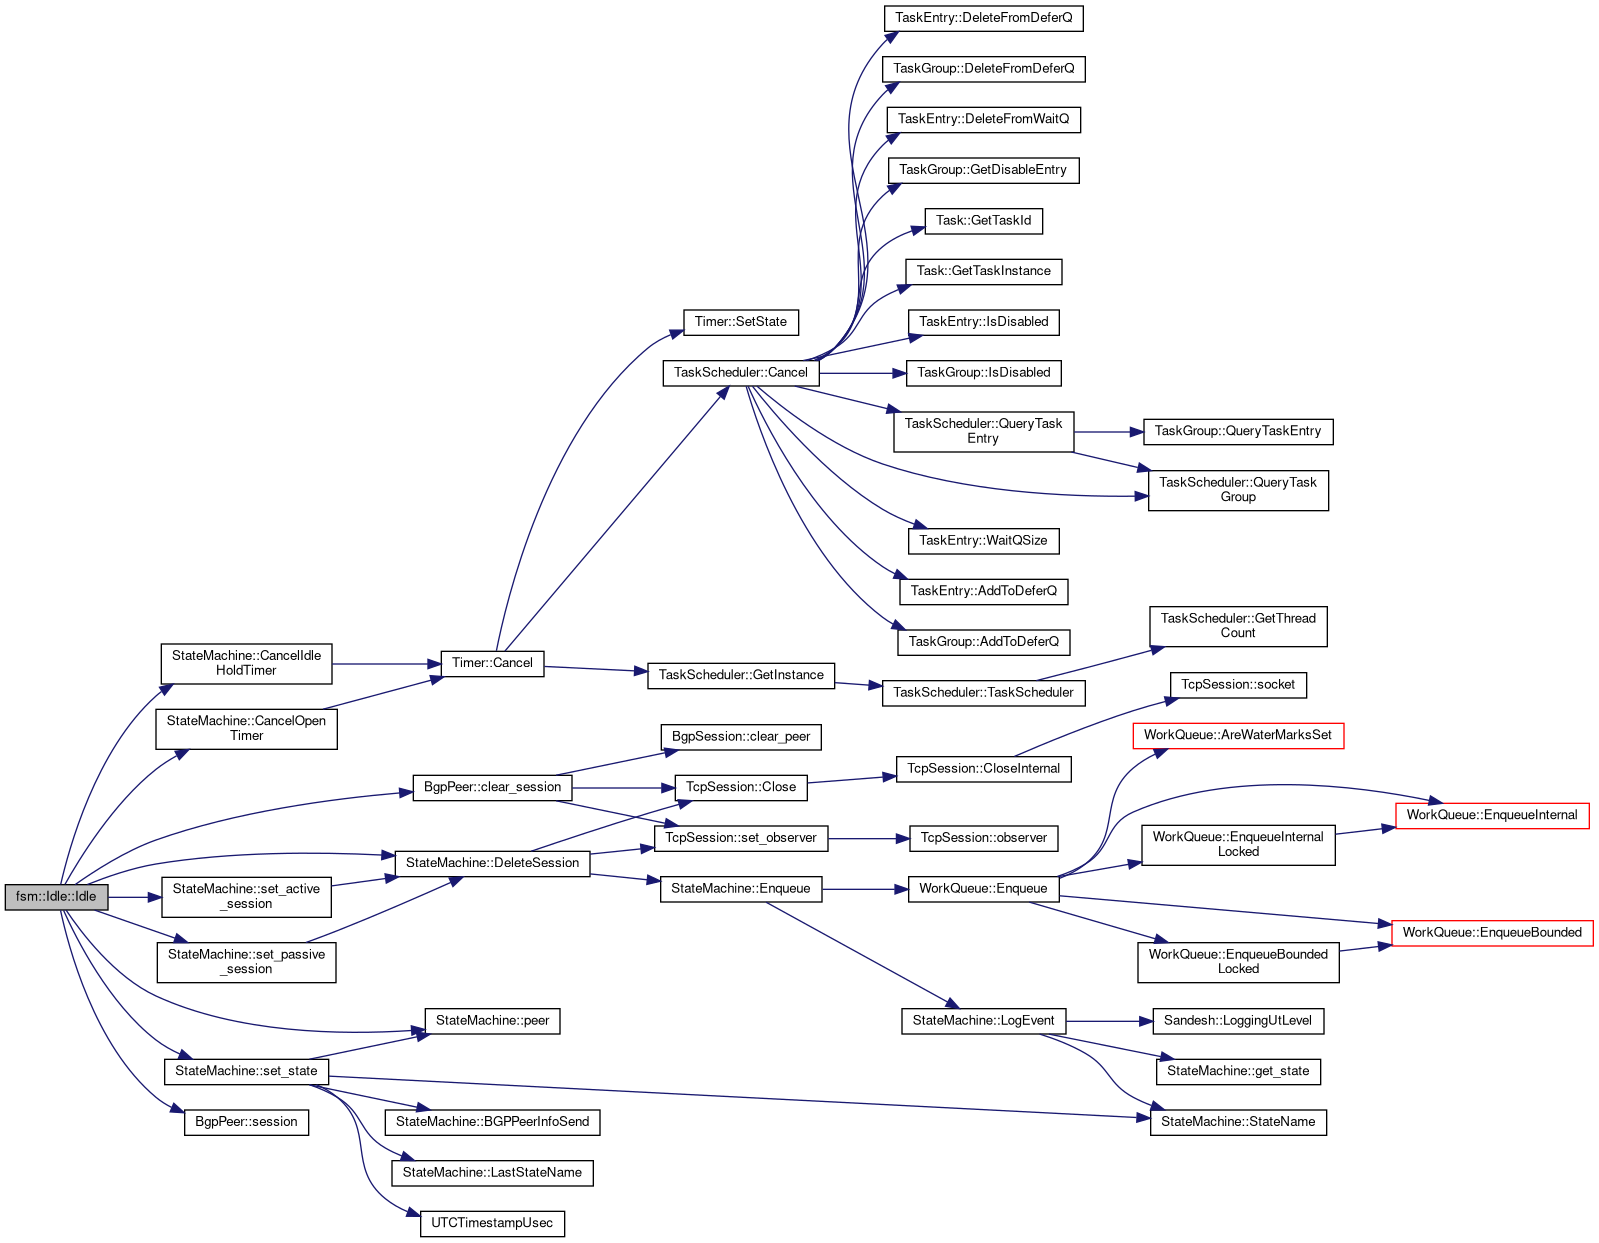 TaskEntry::DeleteFromDeferQ
TaskGroup::DeleteFromDeferQ
TaskEntry::DeleteFromWaitQ
TaskGroup::GetDisableEntry
Task::GetTaskId
Task::GetTaskInstance
Timer::SetState
TaskEntry::IsDisabled
TaskScheduler::Cancel
TaskGroup::IsDisabled
TaskScheduler::QueryTask
Entry
TaskGroup::QueryTaskEntry
TaskScheduler::QueryTask
Group
TaskEntry::WaitQSize
TaskEntry::AddToDeferQ
TaskGroup::AddToDeferQ
TaskScheduler::GetThread
Count
StateMachine::CancelIdle
HoldTimer
Timer::Cancel
TaskScheduler::GetInstance
TaskScheduler::TaskScheduler
TcpSession::socket
StateMachine::CancelOpen
Timer
BgpSession::clear_peer
WorkQueue::AreWaterMarksSet
TcpSession::CloseInternal
BgpPeer::clear_session
TcpSession::Close
WorkQueue::EnqueueInternal
TcpSession::set_observer
TcpSession::observer
WorkQueue::EnqueueInternal
Locked
StateMachine::DeleteSession
fsm::Idle::Idle
StateMachine::set_active
_session
StateMachine::Enqueue
WorkQueue::Enqueue
WorkQueue::EnqueueBounded
StateMachine::set_passive
_session
WorkQueue::EnqueueBounded
Locked
StateMachine::peer
StateMachine::LogEvent
Sandesh::LoggingUtLevel
StateMachine::set_state
StateMachine::get_state
BgpPeer::session
StateMachine::BGPPeerInfoSend
StateMachine::StateName
StateMachine::LastStateName
UTCTimestampUsec